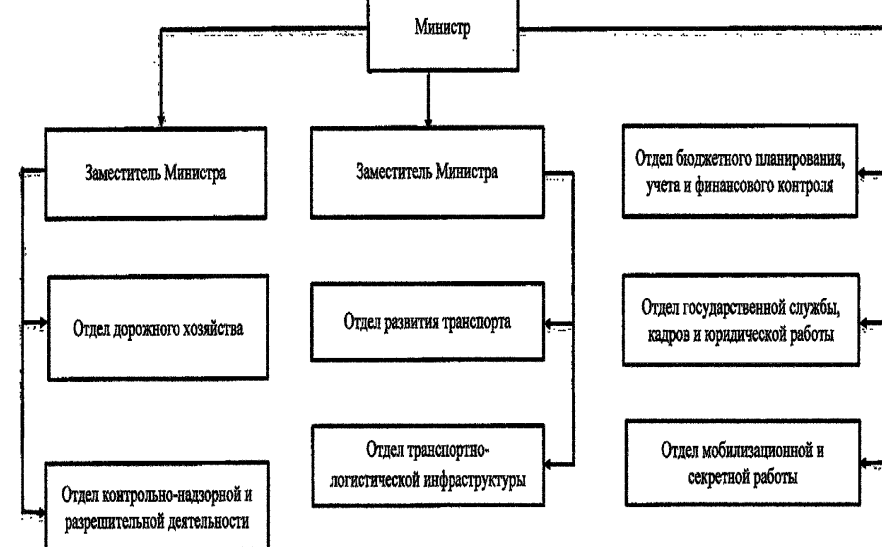 Министр
Заместитель Министра
Заместитель Министра
Отдел бюджетного планирования,
учета и финансового контроля
Отдел дорожного хозяйства
Отдел развития транспорта
Отдел государственной службы,
кадров и юридической работы
Отдел контрольно-надзорной и
разрешительной деятельности
Отдел транспортно-
логистической инфраструктуры
Отдел мобилизационной и
секретной работы